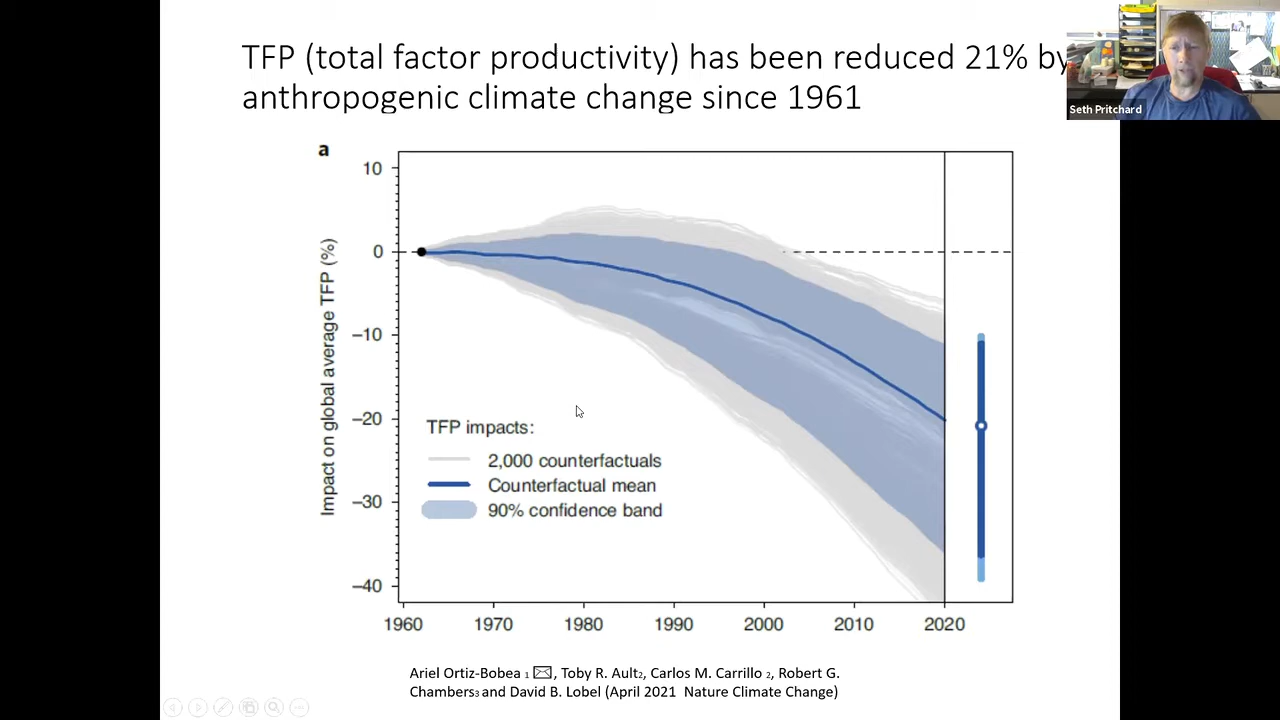 TFP (total factor productivity) has been reduced 21% by
anthropogenic climate change since 1961
Seth Pritchard
a
10
0
−10
−20
−30
−40
Impact on global average TFP (%)
TFP impacts:
2,000 counterfactuals
Counterfactual mean
90% confidence band
1960 1970 1980 1990 2000 2010 2020
Ariel Ortiz-Bobea 1 , Toby R. Ault2, Carlos M. Carrillo 2, Robert G.
Chambers3 and David B. Lobel (April 2021 Nature Climate Change)